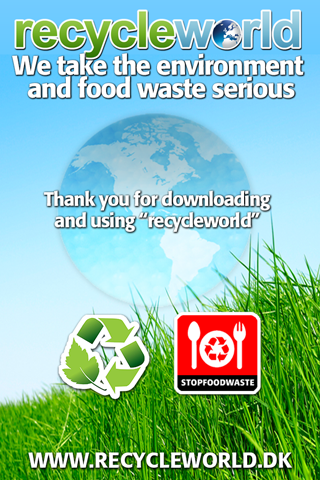 recycleworld
We take the environment
and food waste serious
Thank you for downloading
and using “recycleworld”
STOPFOODWASTE
WWW.RECYCLEWORLD.DK